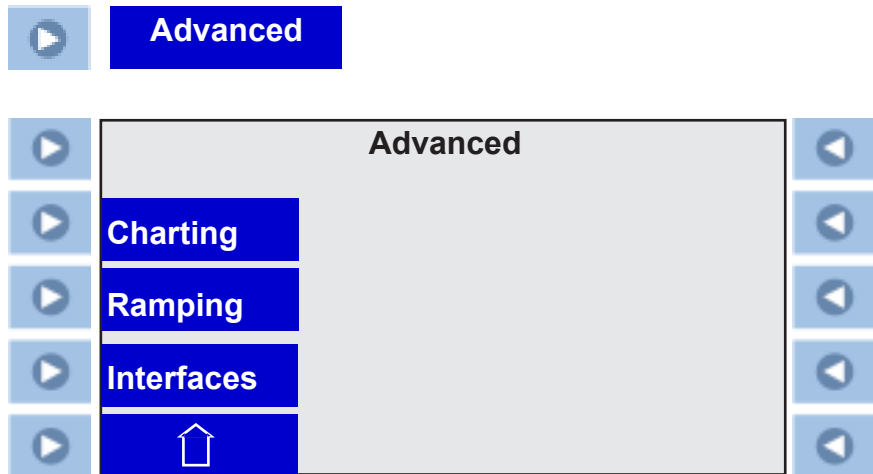 Advanced
Advanced
Charting
Ramping
Interfaces